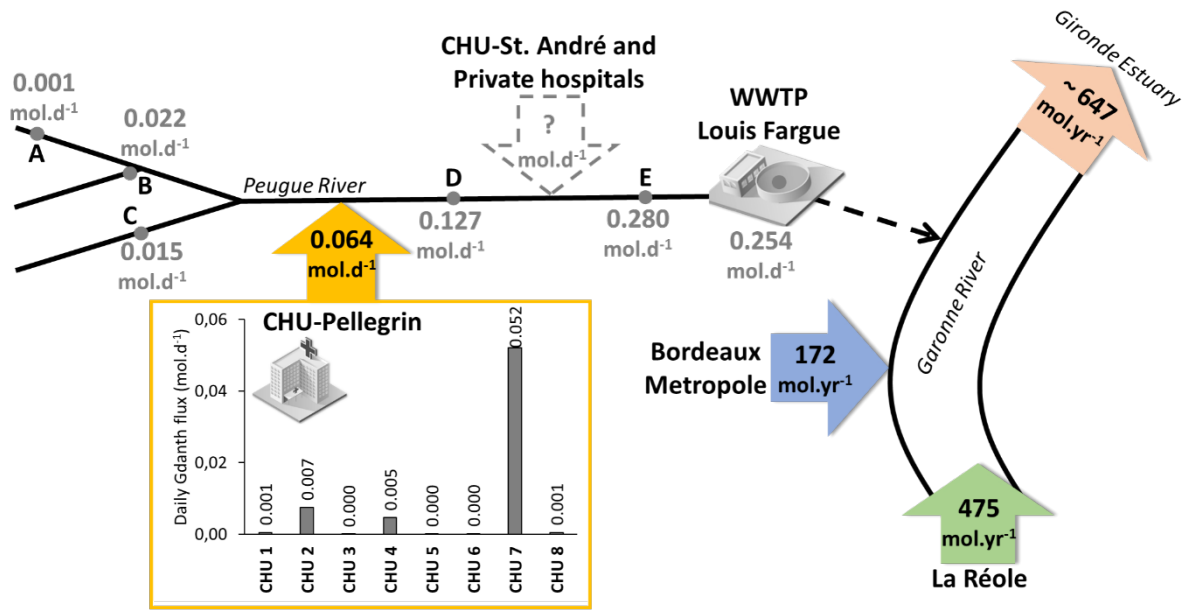 0.001
mol.d⁻¹
A
0.022
mol.d⁻¹
B
C
0.015
mol.d⁻¹
Peugue River
CHU-St. André and
Private hospitals
?
mol.d⁻¹
D
0.127
mol.d⁻¹
E
0.280
mol.d⁻¹
WWTP
Louis Fargue
0.254
mol.d⁻¹
Gironde Estuary
~ 647
mol.yr⁻¹
Garonne River
Bordeaux
Metropole
172
mol.yr⁻¹
475
mol.yr⁻¹
La Réole
0.064
mol.d⁻¹
CHU-Pellegrin
Daily Gdanth flux (mol.d⁻¹)
0,06
0,04
0,02
0,00
0.001
0.007
0.000
0.005
0.000
0.000
0.052
0.001
CHU 1
CHU 2
CHU 3
CHU 4
CHU 5
CHU 6
CHU 7
CHU 8